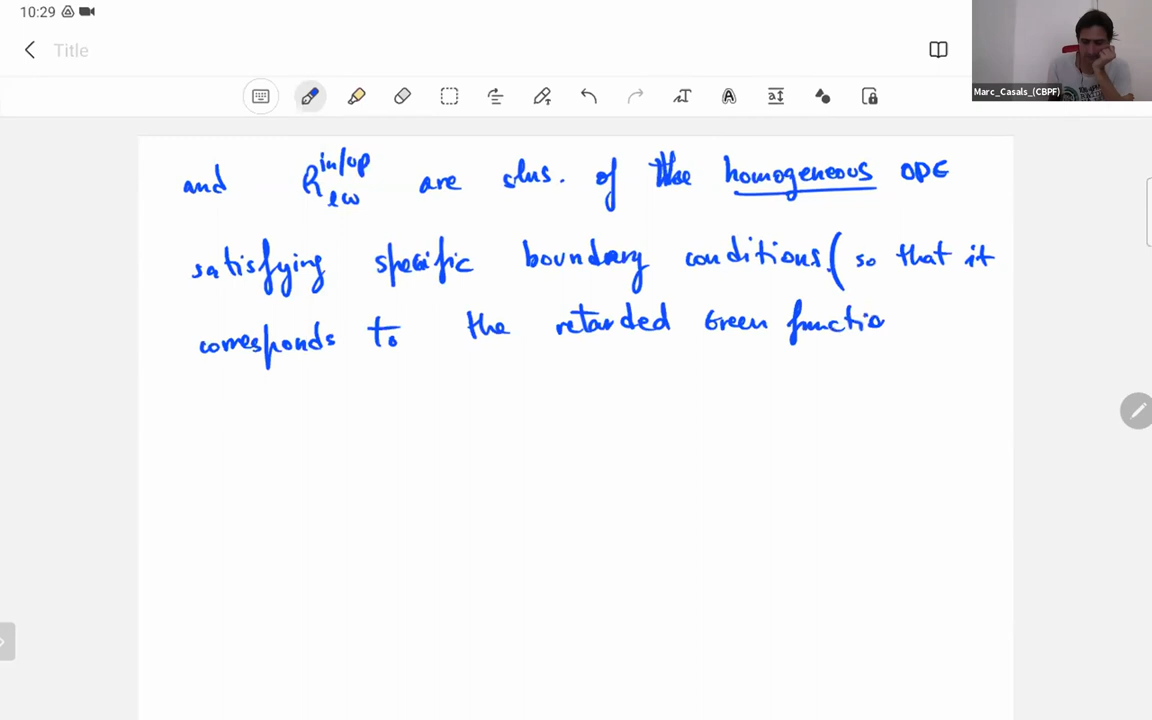 10:29
Title
Marc_Casals_(CBPF)
and R_{lω}^{in/up} are slns. of the homogeneous ODE
satisfying specific boundary conditions (so that it
corresponds to the retarded Green functio